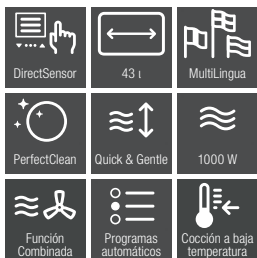 DirectSensor
43 l
MultiLingua
PerfectClean
Quick & Gentle
1000 W
Función
Combinada
Programas
automáticos
Cocción a baja
temperatura